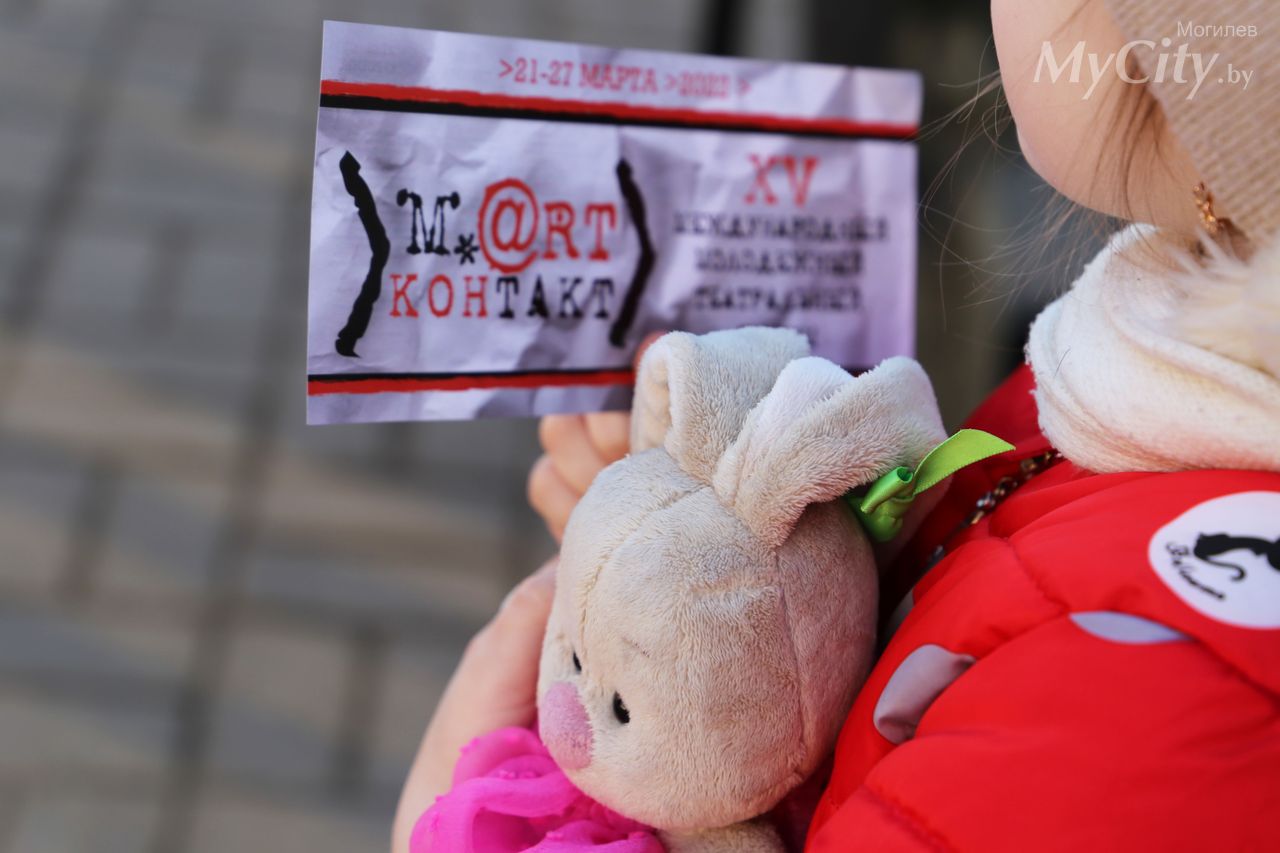 Могилев
MyCity.by
>21-27 МАРТА >2022 >
M.@RT
КОНТАКТ
XV
МЕЖДУНАРОДНЫЙ
МОЛОДЕЖНЫЙ
ТЕАТРАЛЬНЫЙ